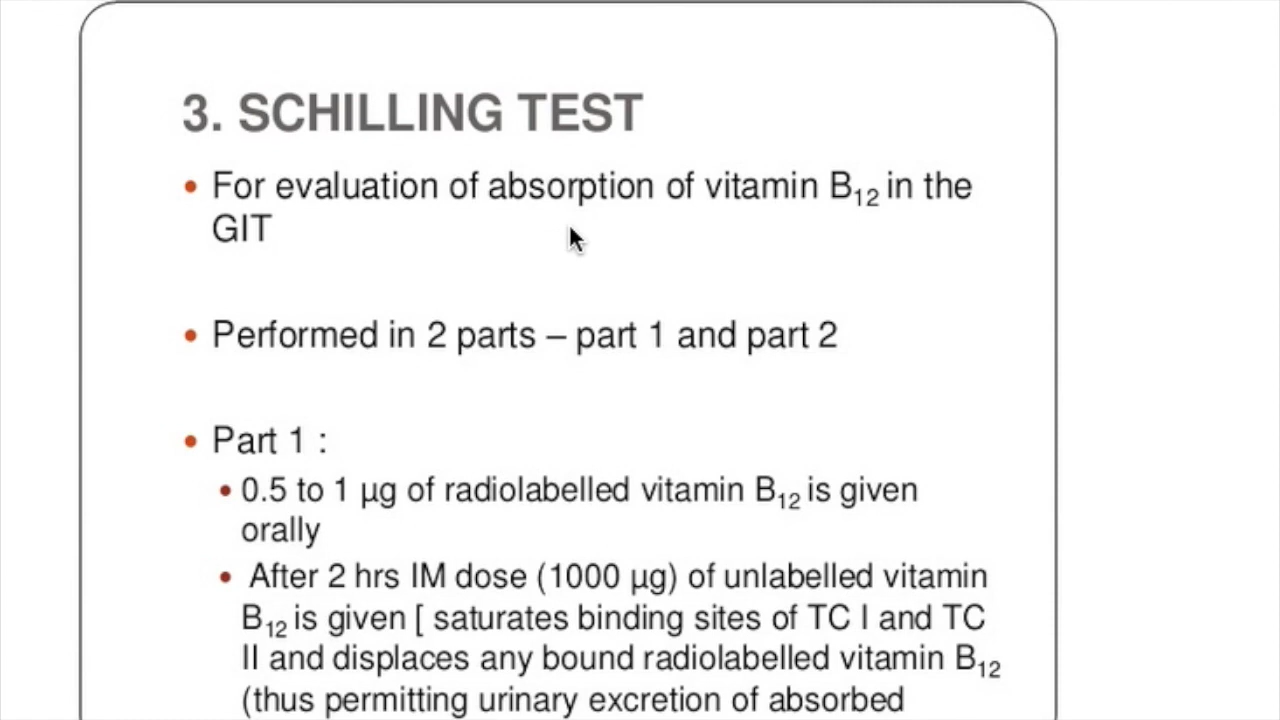 3. SCHILLING TEST
• For evaluation of absorption of vitamin B₁₂ in the
GIT
• Performed in 2 parts – part 1 and part 2
• Part 1 :
• 0.5 to 1 µg of radiolabelled vitamin B₁₂ is given
orally
• After 2 hrs IM dose (1000 µg) of unlabelled vitamin
B₁₂ is given [ saturates binding sites of TC I and TC
II and displaces any bound radiolabelled vitamin B₁₂
(thus permitting urinary excretion of absorbed